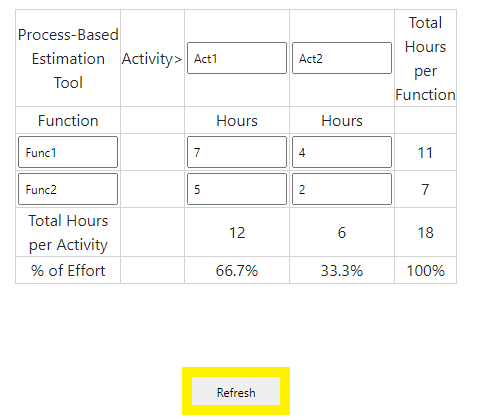 Process-Based Estimation Tool Activity> Act1 Act2 Total Hours per Function
Function Hours Hours
Func1 7 4 11
Func2 5 2 7
Total Hours per Activity 12 6 18
% of Effort 66.7% 33.3% 100%
Refresh